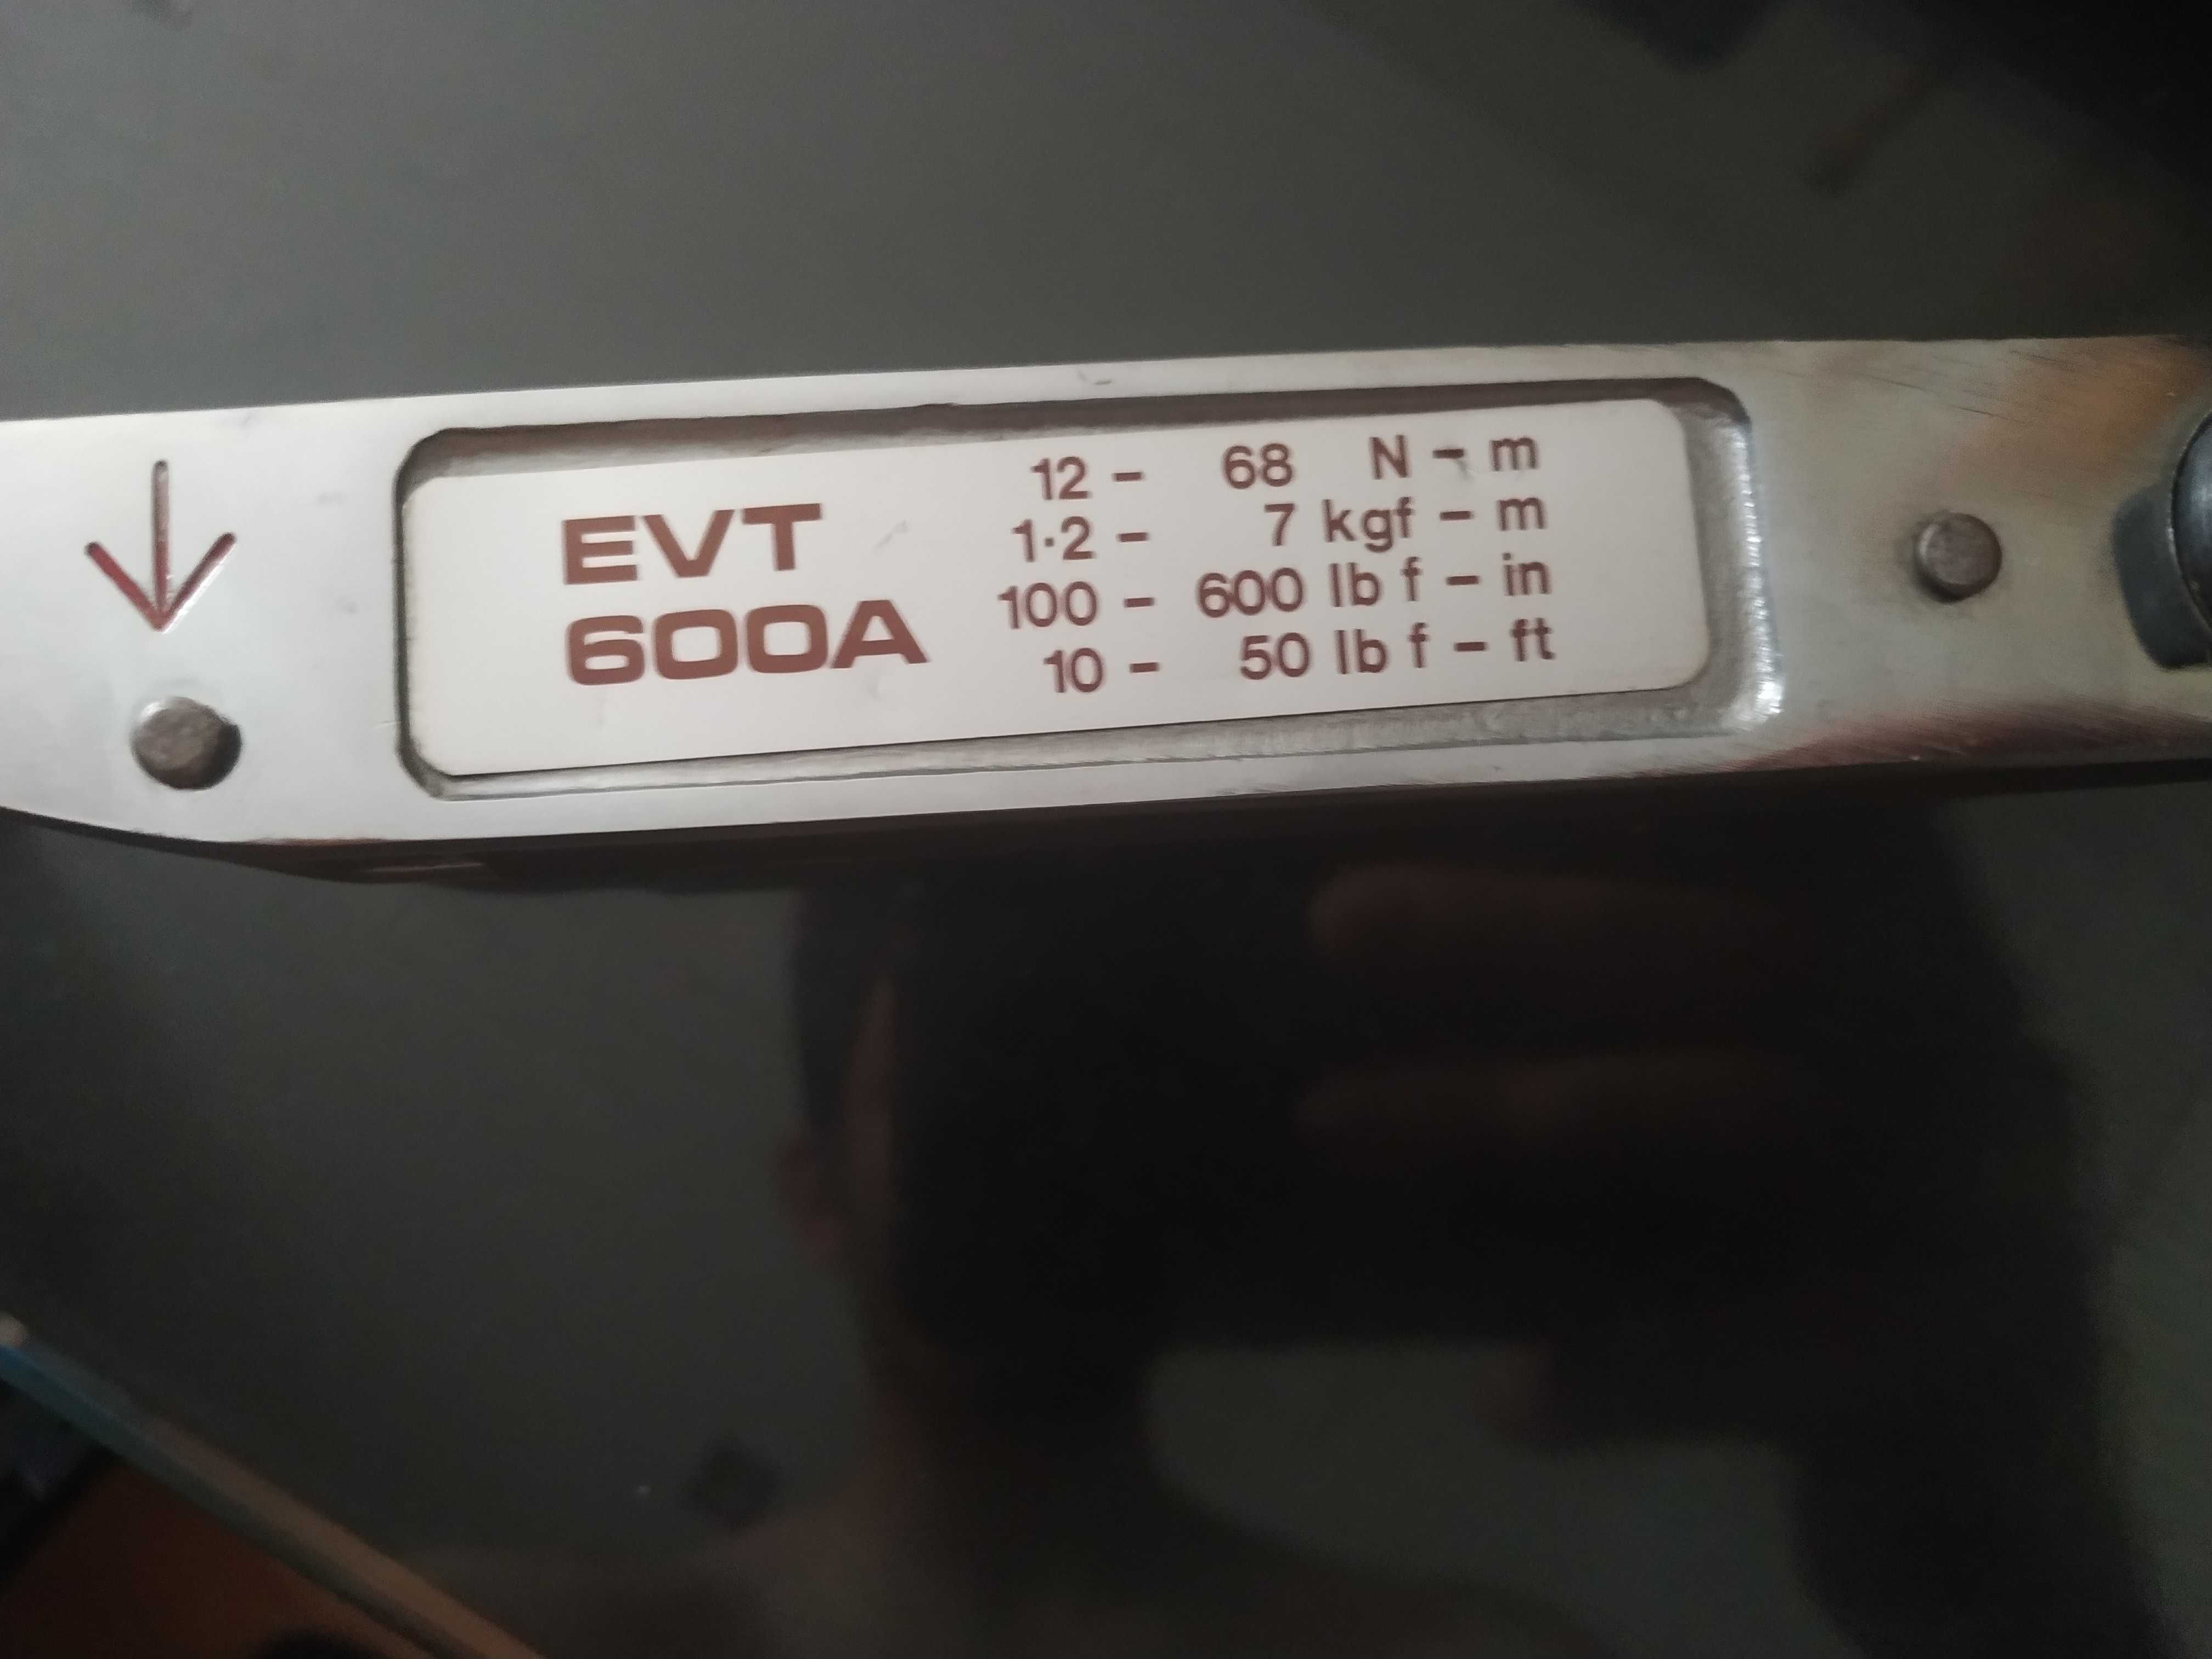 EVT
600A
12 - 68 N - m
1·2 - 7 kgf - m
100 - 600 lb f - in
10 - 50 lb f - ft